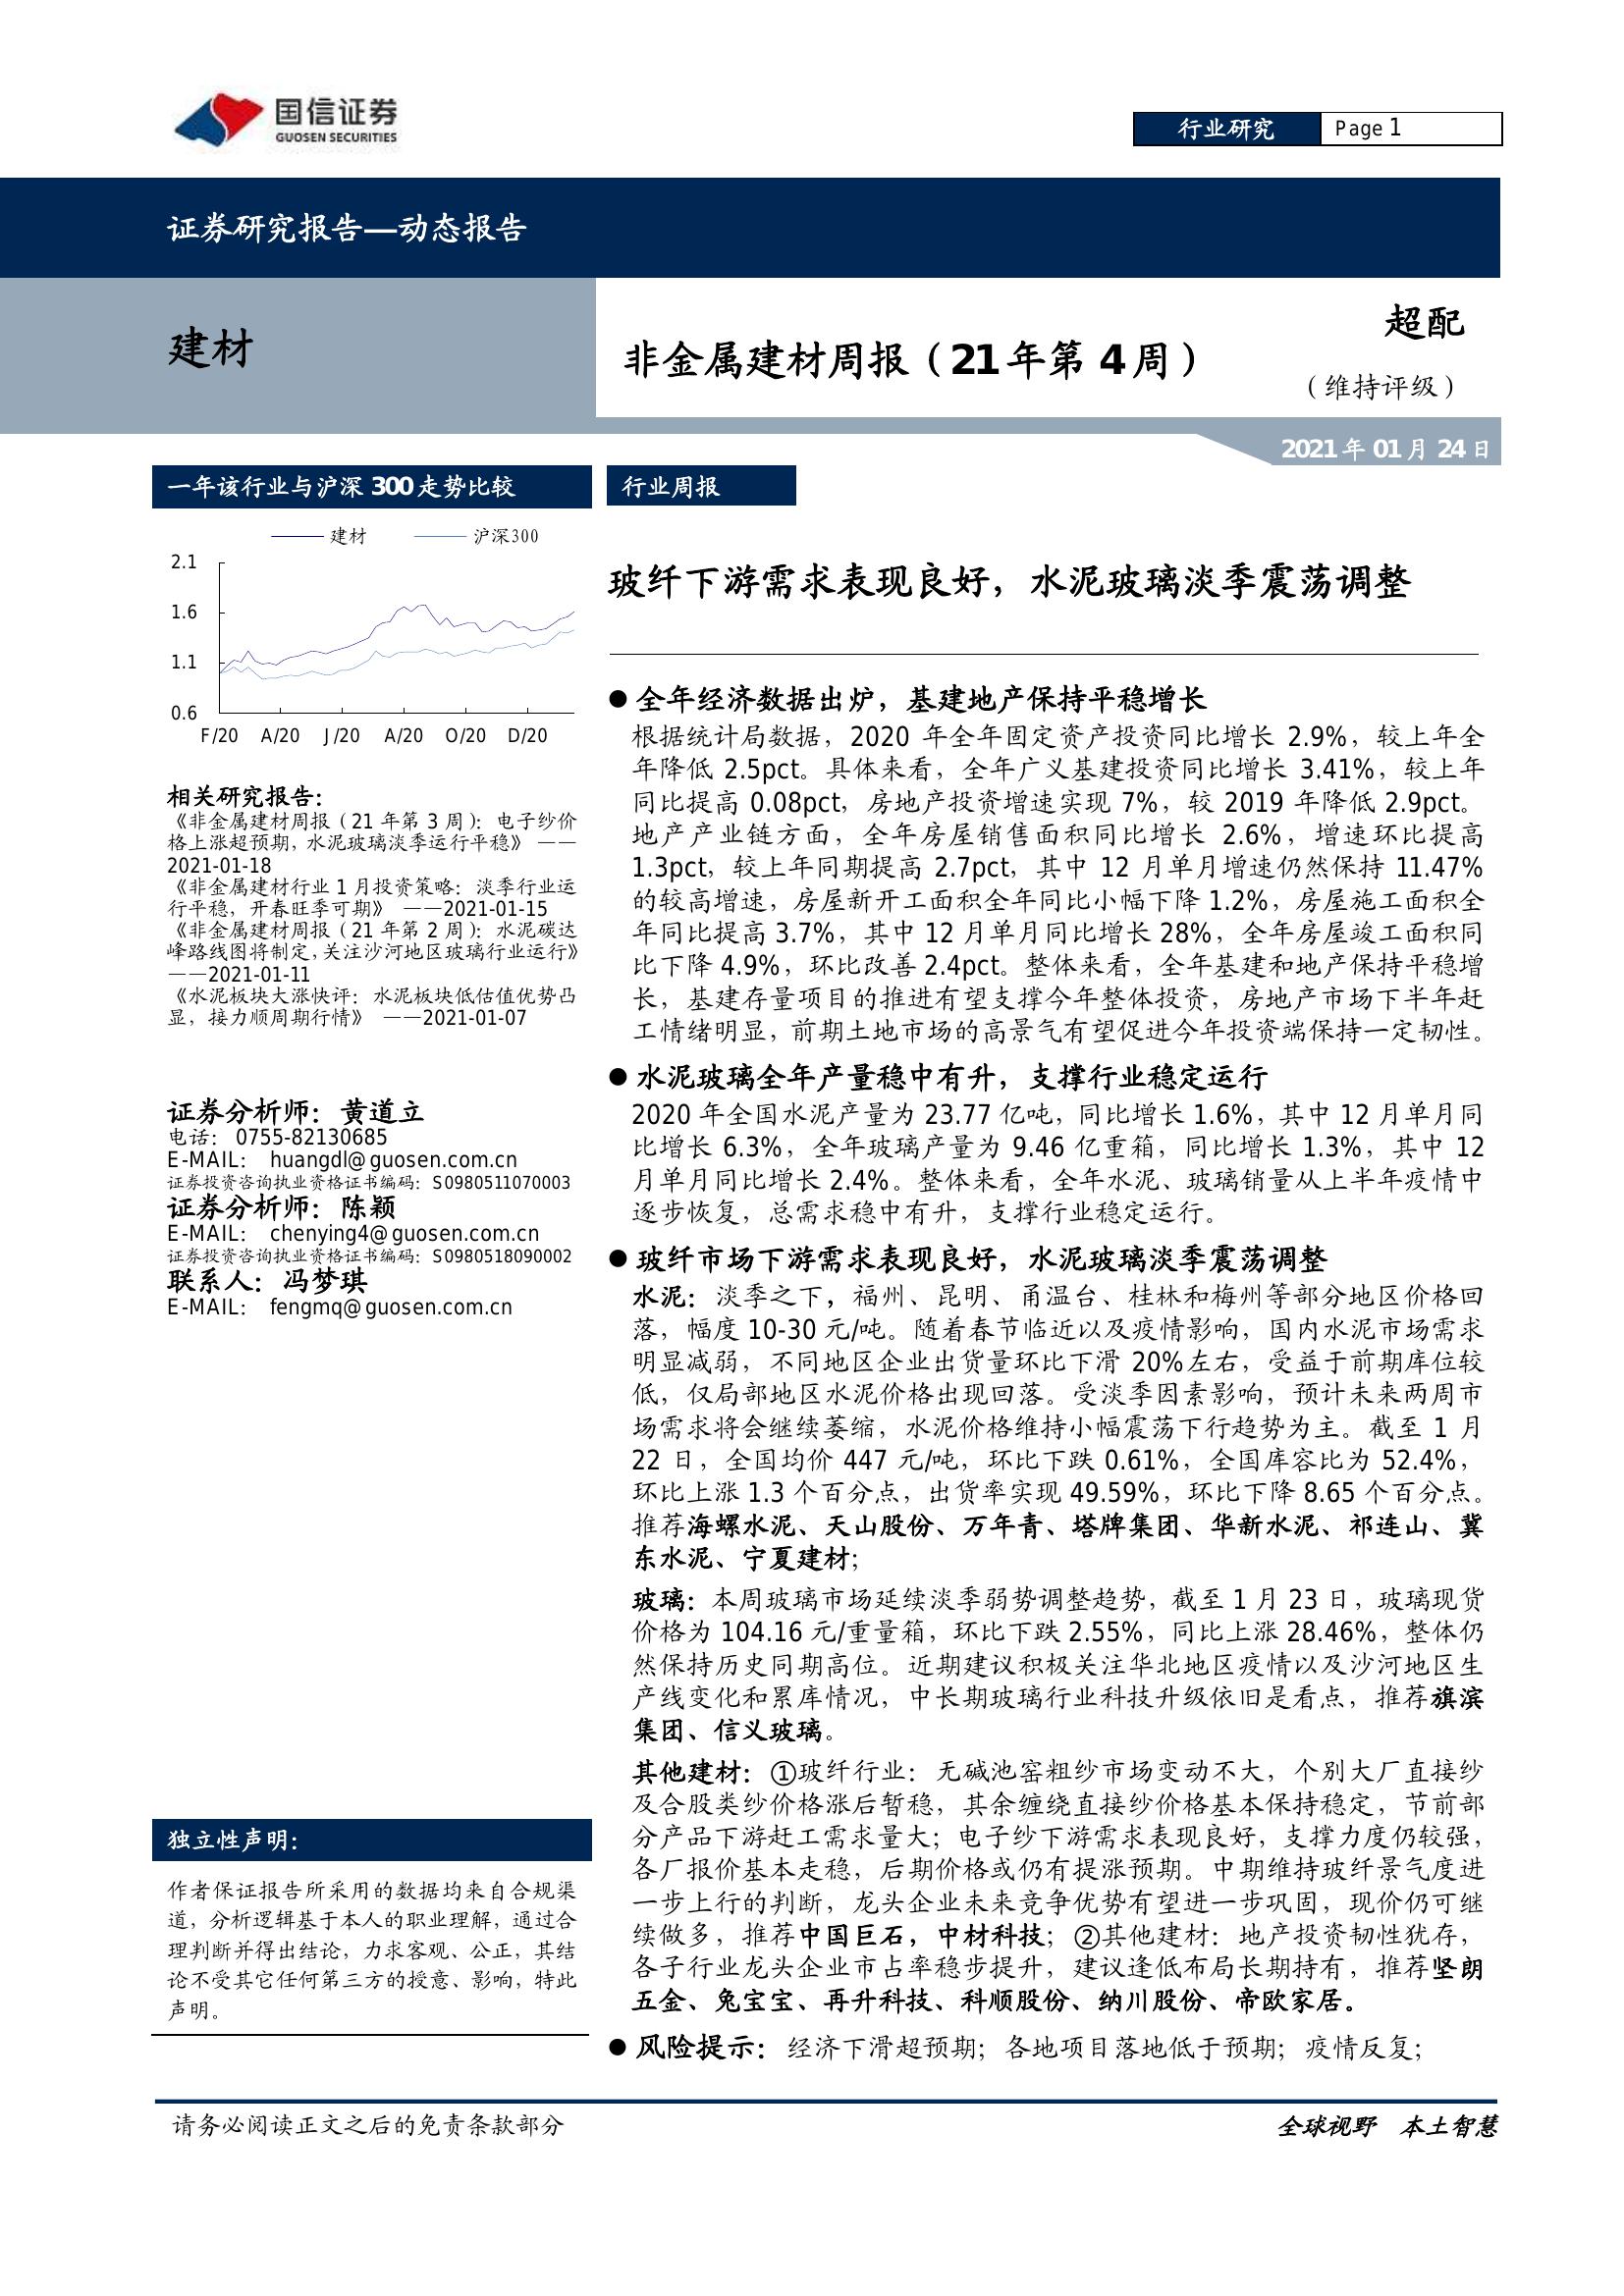 国信证券
GUOSEN SECURITIES
行业研究
Page 1
证券研究报告—动态报告
建材
非金属建材周报（21年第 4周）
超配
（维持评级）
2021 年 01 月 24 日
一年该行业与沪深 300走势比较
建材 沪深300
2.1
1.6
1.1
0.6
F/20 A/20 J/20 A/20 O/20 D/20
相关研究报告：
《非金属建材周报（21 年第 3 周）：电子纱价
格上涨超预期，水泥玻璃淡季运行平稳》 ——
2021-01-18
《非金属建材行业 1 月投资策略：淡季行业运
行平稳，开春旺季可期》 ——2021-01-15
《非金属建材周报（21 年第 2 周）：水泥碳达
峰路线图将制定，关注沙河地区玻璃行业运行》
——2021-01-11
《水泥板块大涨快评：水泥板块低估值优势凸
显，接力顺周期行情》 ——2021-01-07
证券分析师：黄道立
电话： 0755-82130685
E-MAIL： huangdl@guosen.com.cn
证券投资咨询执业资格证书编码：S0980511070003
证券分析师：陈颖
E-MAIL： chenying4@guosen.com.cn
证券投资咨询执业资格证书编码：S0980518090002
联系人：冯梦琪
E-MAIL： fengmq@guosen.com.cn
独立性声明：
作者保证报告所采用的数据均来自合规渠
道，分析逻辑基于本人的职业理解，通过合
理判断并得出结论，力求客观、公正，其结
论不受其它任何第三方的授意、影响，特此
声明。
行业周报
玻纤下游需求表现良好，水泥玻璃淡季震荡调整
● 全年经济数据出炉，基建地产保持平稳增长
根据统计局数据，2020 年全年固定资产投资同比增长 2.9%，较上年全
年降低 2.5pct。具体来看，全年广义基建投资同比增长 3.41%，较上年
同比提高 0.08pct，房地产投资增速实现 7%，较 2019 年降低 2.9pct。
地产产业链方面，全年房屋销售面积同比增长 2.6%，增速环比提高
1.3pct，较上年同期提高 2.7pct，其中 12 月单月增速仍然保持 11.47%
的较高增速，房屋新开工面积全年同比小幅下降 1.2%，房屋施工面积全
年同比提高 3.7%，其中 12 月单月同比增长 28%，全年房屋竣工面积同
比下降 4.9%，环比改善 2.4pct。整体来看，全年基建和地产保持平稳增
长，基建存量项目的推进有望支撑今年整体投资，房地产市场下半年赶
工情绪明显，前期土地市场的高景气有望促进今年投资端保持一定韧性。
● 水泥玻璃全年产量稳中有升，支撑行业稳定运行
2020 年全国水泥产量为 23.77 亿吨，同比增长 1.6%，其中 12 月单月同
比增长 6.3%，全年玻璃产量为 9.46 亿重箱，同比增长 1.3%，其中 12
月单月同比增长 2.4%。整体来看，全年水泥、玻璃销量从上半年疫情中
逐步恢复，总需求稳中有升，支撑行业稳定运行。
● 玻纤市场下游需求表现良好，水泥玻璃淡季震荡调整
水泥：淡季之下，福州、昆明、甬温台、桂林和梅州等部分地区价格回
落，幅度 10-30 元/吨。随着春节临近以及疫情影响，国内水泥市场需求
明显减弱，不同地区企业出货量环比下滑 20%左右，受益于前期库位较
低，仅局部地区水泥价格出现回落。受淡季因素影响，预计未来两周市
场需求将会继续萎缩，水泥价格维持小幅震荡下行趋势为主。截至 1 月
22 日，全国均价 447 元/吨，环比下跌 0.61%，全国库容比为 52.4%，
环比上涨 1.3 个百分点，出货率实现 49.59%，环比下降 8.65 个百分点。
推荐海螺水泥、天山股份、万年青、塔牌集团、华新水泥、祁连山、冀
东水泥、宁夏建材；
玻璃：本周玻璃市场延续淡季弱势调整趋势，截至 1 月 23 日，玻璃现货
价格为 104.16 元/重量箱，环比下跌 2.55%，同比上涨 28.46%，整体仍
然保持历史同期高位。近期建议积极关注华北地区疫情以及沙河地区生
产线变化和累库情况，中长期玻璃行业科技升级依旧是看点，推荐旗滨
集团、信义玻璃。
其他建材：①玻纤行业：无碱池窑粗纱市场变动不大，个别大厂直接纱
及合股类纱价格涨后暂稳，其余缠绕直接纱价格基本保持稳定，节前部
分产品下游赶工需求量大；电子纱下游需求表现良好，支撑力度仍较强，
各厂报价基本走稳，后期价格或仍有提涨预期。中期维持玻纤景气度进
一步上行的判断，龙头企业未来竞争优势有望进一步巩固，现价仍可继
续做多，推荐中国巨石，中材科技；②其他建材：地产投资韧性犹存，
各子行业龙头企业市占率稳步提升，建议逢低布局长期持有，推荐坚朗
五金、兔宝宝、再升科技、科顺股份、纳川股份、帝欧家居。
● 风险提示：经济下滑超预期；各地项目落地低于预期；疫情反复；
请务必阅读正文之后的免责条款部分
全球视野 本土智慧